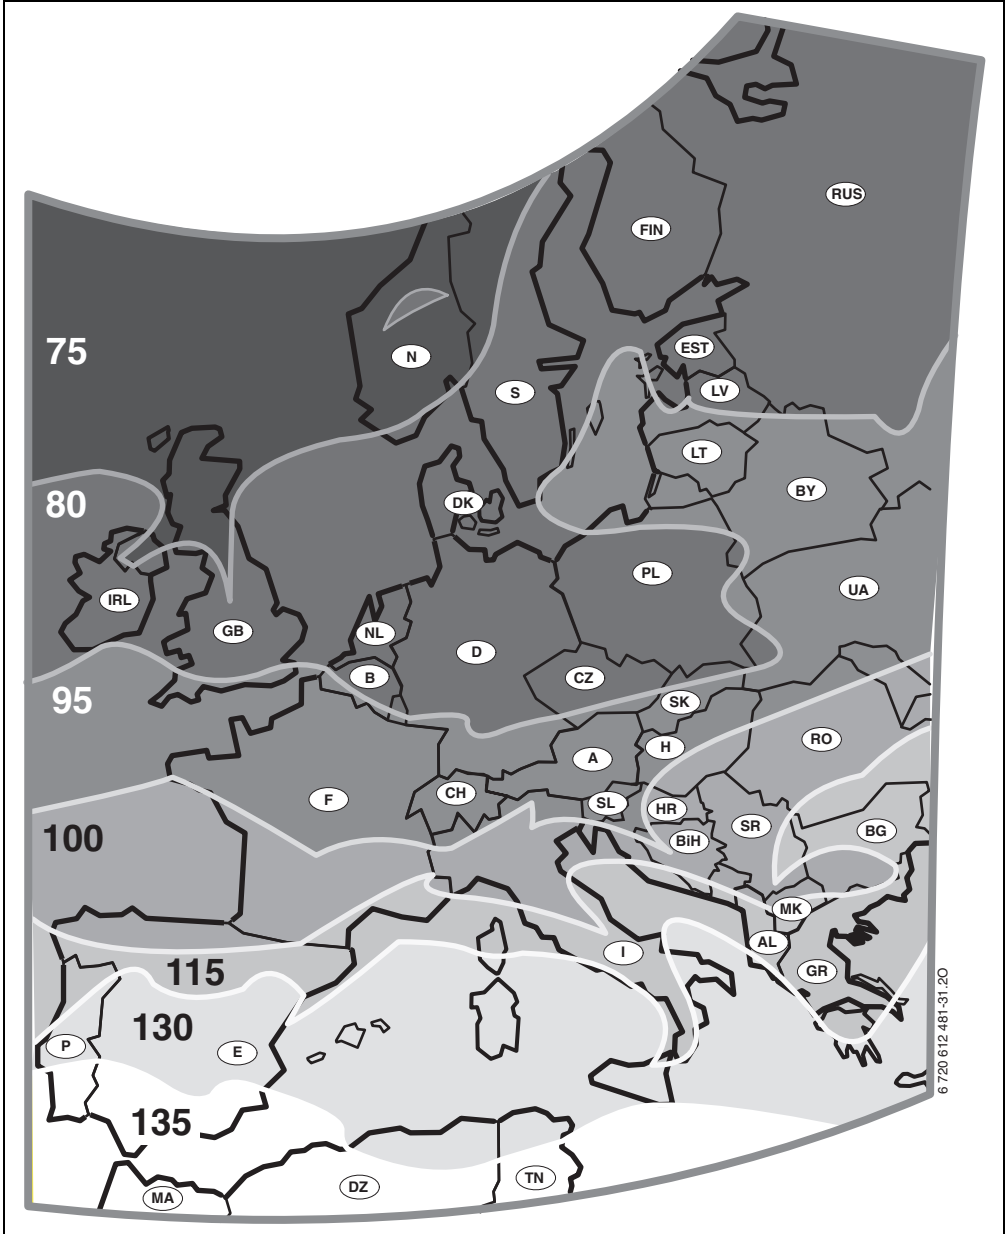 RUS
FIN
75
N
EST
S
LV
LT
80
DK
BY
PL
UA
IRL
GB
NL
D
B
CZ
95
SK
RO
H
A
F
CH
SL
HR
SR
BG
100
BiH
MK
AL
I
GR
115
130
P
E
135
DZ
TN
MA
6 720 612 481-31.2O